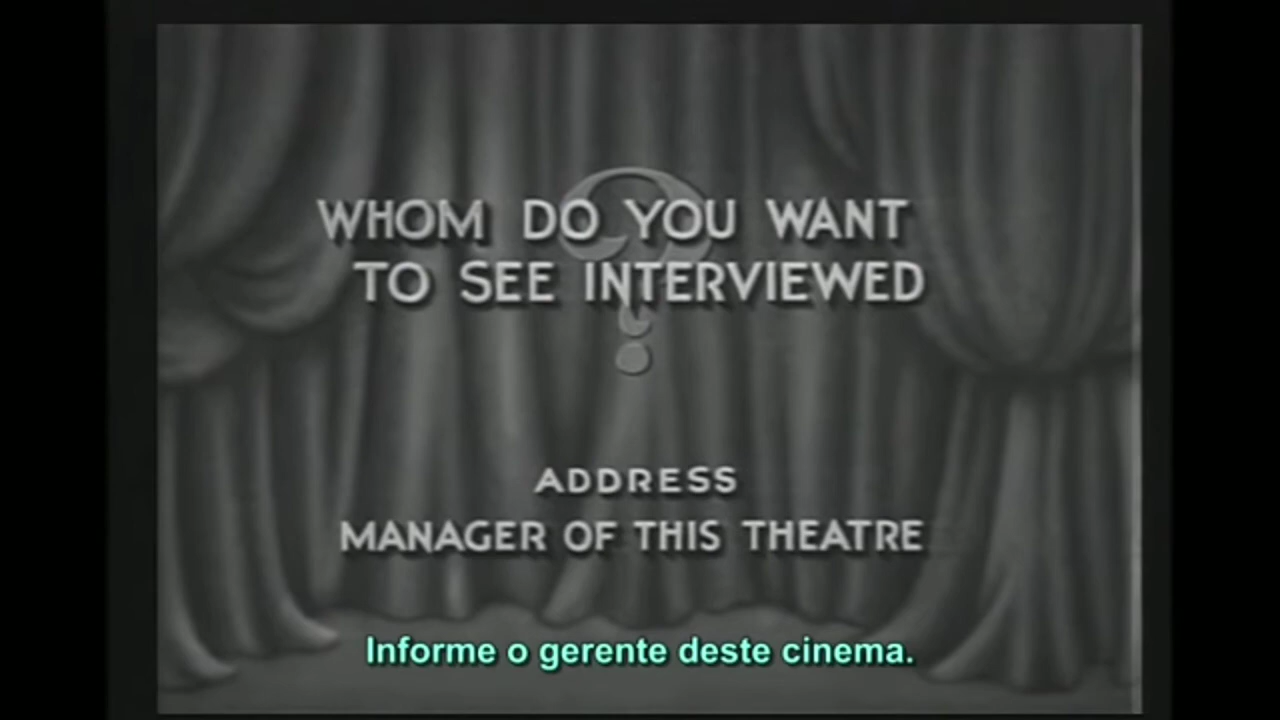 WHOM DO YOU WANT
TO SEE INTERVIEWED
?
ADDRESS
MANAGER OF THIS THEATRE
Informe o gerente deste cinema.